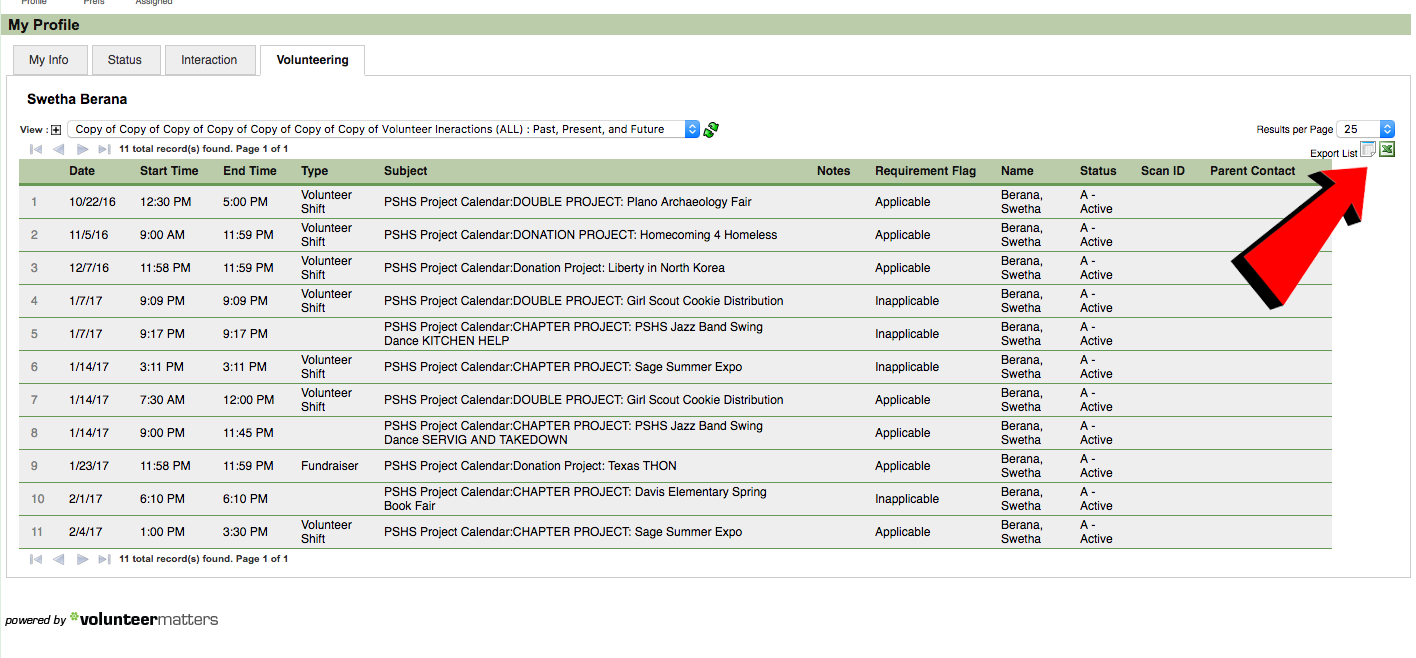 Profile Prefs Assigned
My Profile
My Info Status Interaction Volunteering
Swetha Berana
View : Copy of Copy of Copy of Copy of Copy of Copy of Copy of Volunteer Ineractions (ALL) : Past, Present, and Future
Results per Page 25
11 total record(s) found. Page 1 of 1
Export List
Date Start Time End Time Type Subject Notes Requirement Flag Name Status Scan ID Parent Contact
1 10/22/16 12:30 PM 5:00 PM Volunteer Shift PSHS Project Calendar:DOUBLE PROJECT: Plano Archaeology Fair Applicable Berana, Swetha A - Active
2 11/5/16 9:00 AM 11:59 PM Volunteer Shift PSHS Project Calendar:DONATION PROJECT: Homecoming 4 Homeless Applicable Berana, Swetha A - Active
3 12/7/16 11:58 PM 11:59 PM Volunteer Shift PSHS Project Calendar:Donation Project: Liberty in North Korea Applicable Berana, Swetha A - Active
4 1/7/17 9:09 PM 9:09 PM Volunteer Shift PSHS Project Calendar:DOUBLE PROJECT: Girl Scout Cookie Distribution Inapplicable Berana, Swetha A - Active
5 1/7/17 9:17 PM 9:17 PM PSHS Project Calendar:CHAPTER PROJECT: PSHS Jazz Band Swing Dance KITCHEN HELP Inapplicable Berana, Swetha A - Active
6 1/14/17 3:11 PM 3:11 PM Volunteer Shift PSHS Project Calendar:CHAPTER PROJECT: Sage Summer Expo Inapplicable Berana, Swetha A - Active
7 1/14/17 7:30 AM 12:00 PM Volunteer Shift PSHS Project Calendar:DOUBLE PROJECT: Girl Scout Cookie Distribution Applicable Berana, Swetha A - Active
8 1/14/17 9:00 PM 11:45 PM PSHS Project Calendar:CHAPTER PROJECT: PSHS Jazz Band Swing Dance SERVIG AND TAKEDOWN Applicable Berana, Swetha A - Active
9 1/23/17 11:58 PM 11:59 PM Fundraiser PSHS Project Calendar:Donation Project: Texas THON Applicable Berana, Swetha A - Active
10 2/1/17 6:10 PM 6:10 PM PSHS Project Calendar:CHAPTER PROJECT: Davis Elementary Spring Book Fair Inapplicable Berana, Swetha A - Active
11 2/4/17 1:00 PM 3:30 PM Volunteer Shift PSHS Project Calendar:CHAPTER PROJECT: Sage Summer Expo Applicable Berana, Swetha A - Active
11 total record(s) found. Page 1 of 1
powered by volunteermatters